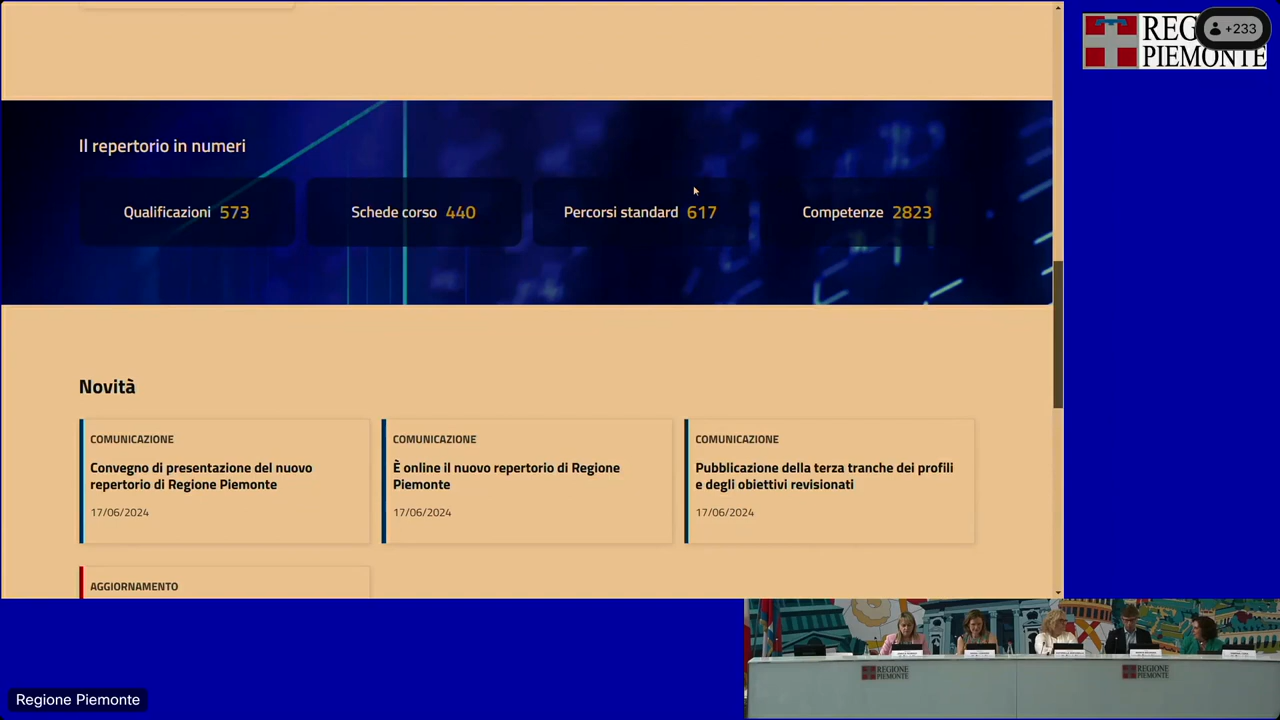 REG
PIEMONTE
+233
Il repertorio in numeri
Qualificazioni 573
Schede corso 440
Percorsi standard 617
Competenze 2823
Novità
COMUNICAZIONE
Convegno di presentazione del nuovo
repertorio di Regione Piemonte
17/06/2024
COMUNICAZIONE
È online il nuovo repertorio di Regione
Piemonte
17/06/2024
COMUNICAZIONE
Pubblicazione della terza tranche dei profili
e degli obiettivi revisionati
17/06/2024
AGGIORNAMENTO
REGIONE
PIEMONTE
REGIONE
PIEMONTE
Regione Piemonte